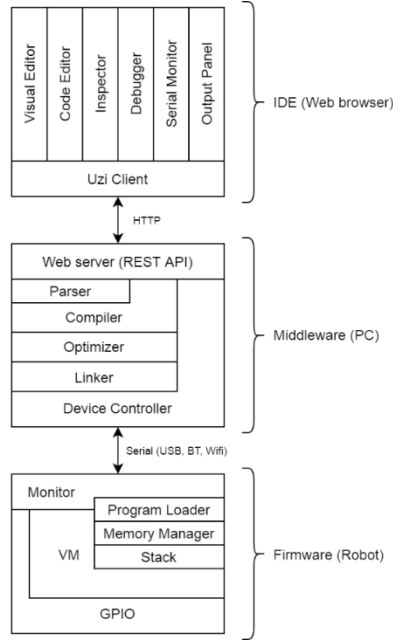 Visual Editor
Code Editor
Inspector
Debugger
Serial Monitor
Output Panel
Uzi Client
IDE (Web browser)
HTTP
Web server (REST API)
Parser
Compiler
Optimizer
Linker
Device Controller
Middleware (PC)
Serial (USB, BT, Wifi)
Monitor
Program Loader
Memory Manager
VM
Stack
GPIO
Firmware (Robot)